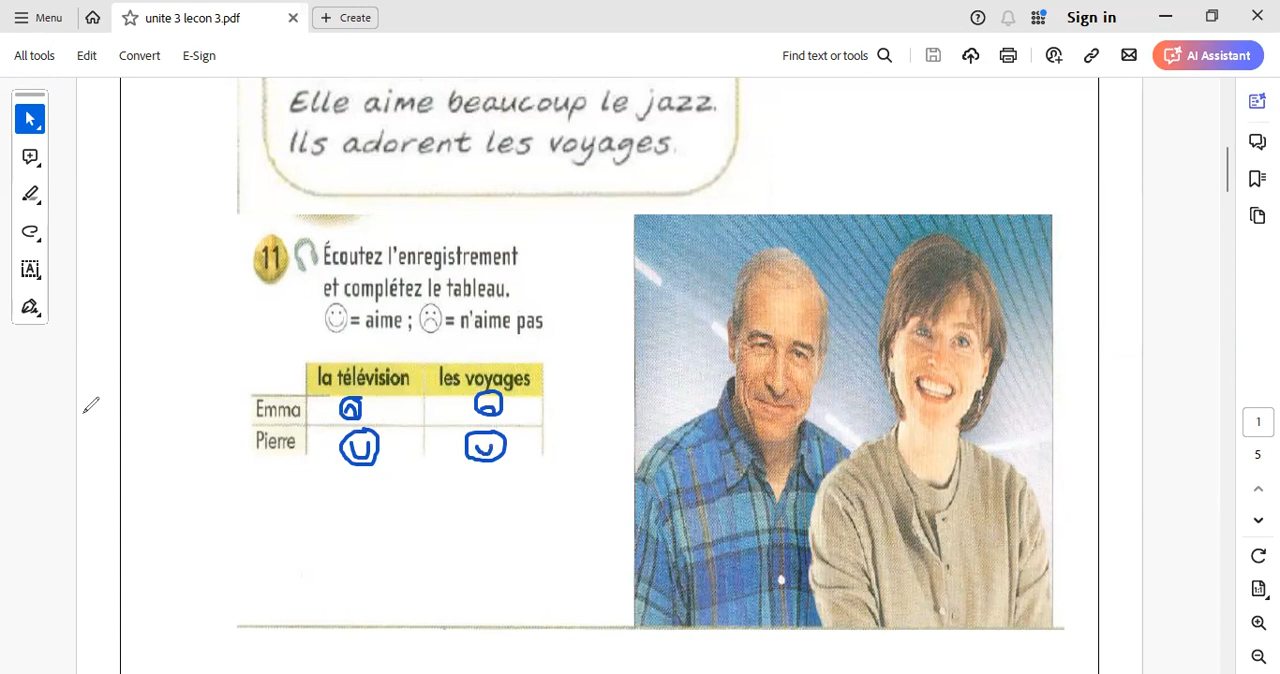 Menu
unite 3 lecon 3.pdf
Create
Sign in
All tools
Edit
Convert
E-Sign
Find text or tools
AI Assistant
Elle aime beaucoup le jazz.
Ils adorent les voyages.
11 Écoutez l'enregistrement
et complétez le tableau.
= aime ; = n'aime pas
la télévision les voyages
Emma
Pierre
1
5